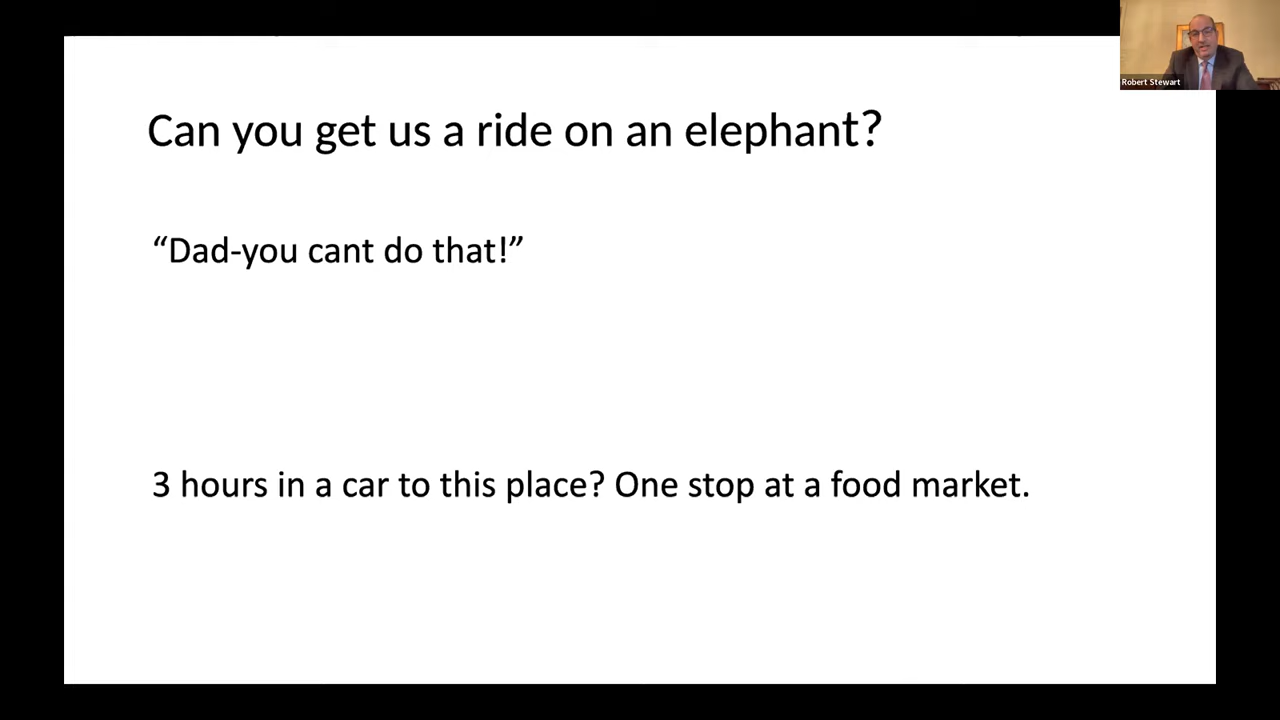 Robert Stewart
Can you get us a ride on an elephant?
“Dad-you cant do that!”
3 hours in a car to this place? One stop at a food market.